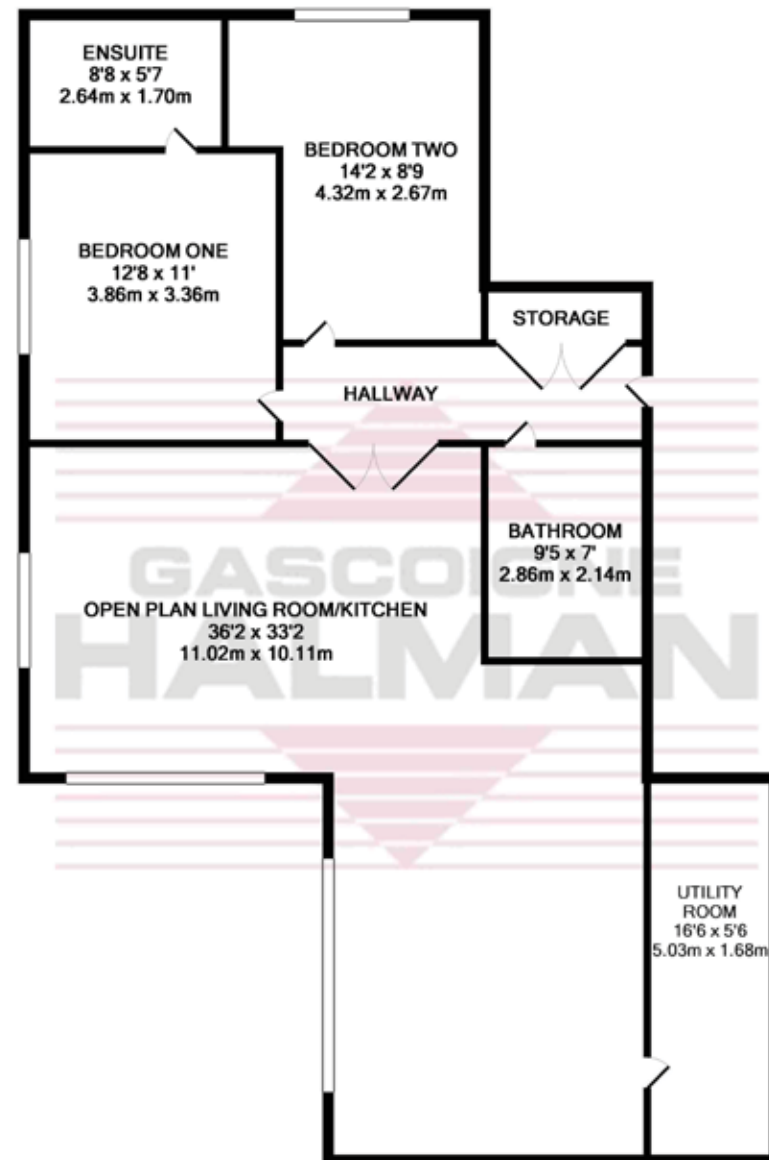 ENSUITE
8'8 x 5'7
2.64m x 1.70m
BEDROOM TWO
14'2 x 8'9
4.32m x 2.67m
BEDROOM ONE
12'8 x 11'
3.86m x 3.36m
STORAGE
HALLWAY
BATHROOM
9'5 x 7'
2.86m x 2.14m
GASCOIGNE
HALMAN
OPEN PLAN LIVING ROOM/KITCHEN
36'2 x 33'2
11.02m x 10.11m
UTILITY
ROOM
16'6 x 5'6
5.03m x 1.68m